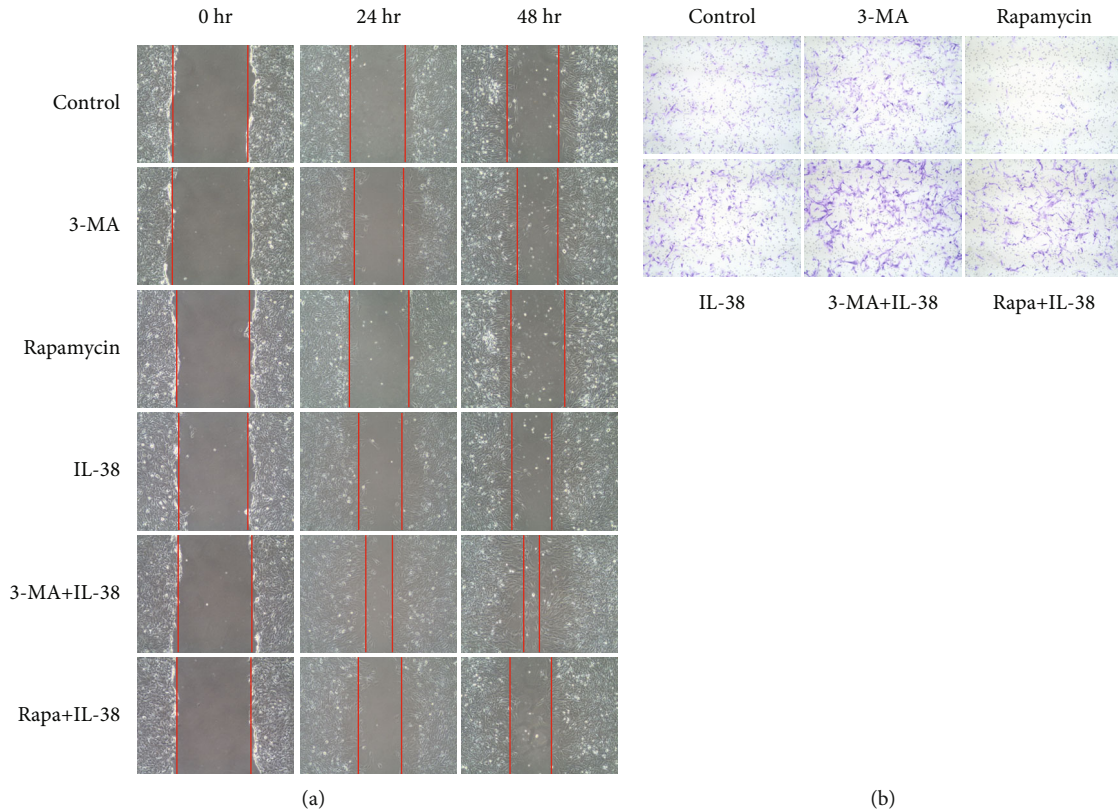 0 hr 24 hr 48 hr
Control
3-MA
Rapamycin
IL-38
3-MA+IL-38
Rapa+IL-38
(a)
Control 3-MA Rapamycin
IL-38 3-MA+IL-38 Rapa+IL-38
(b)